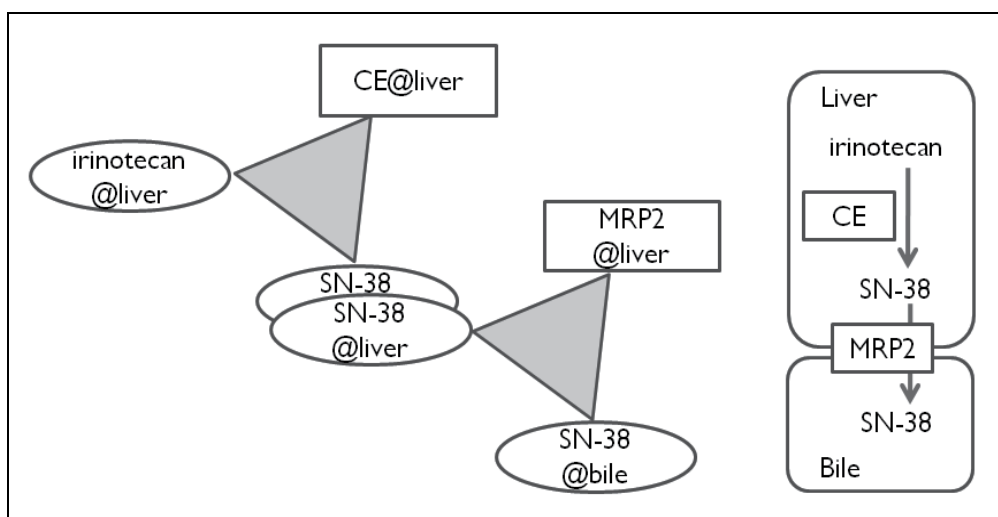 CE@liver
irinotecan
@liver
MRP2
@liver
SN-38
SN-38
@liver
SN-38
@bile
Liver
irinotecan
CE
SN-38
MRP2
SN-38
Bile